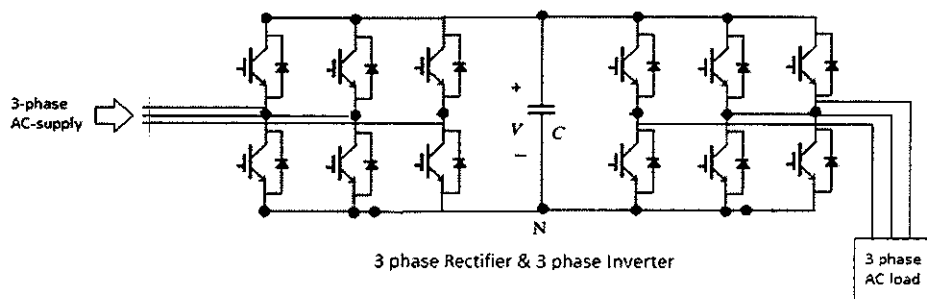 3-phase
AC-supply
+
V
C
−
N
3 phase Rectifier & 3 phase Inverter
3 phase
AC load